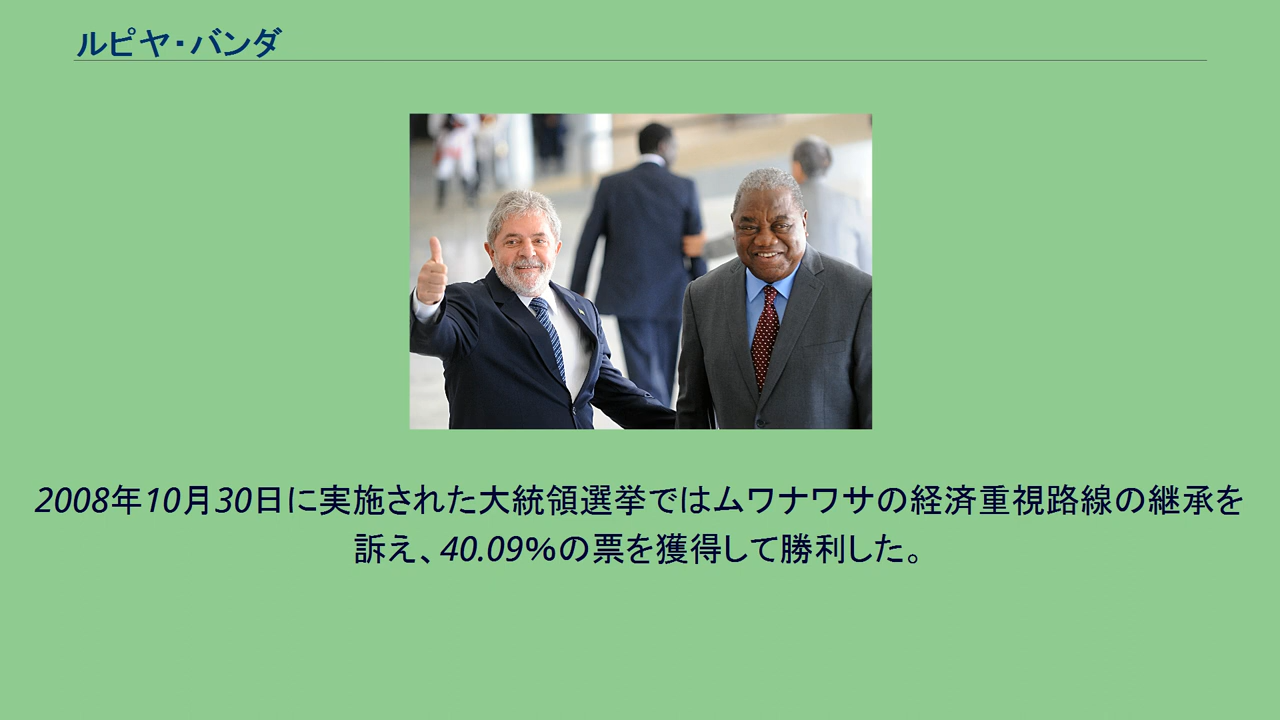 ルピヤ・バンダ
2008年10月30日に実施された大統領選挙ではムワナワサの経済重視路線の継承を
訴え、40.09%の票を獲得して勝利した。